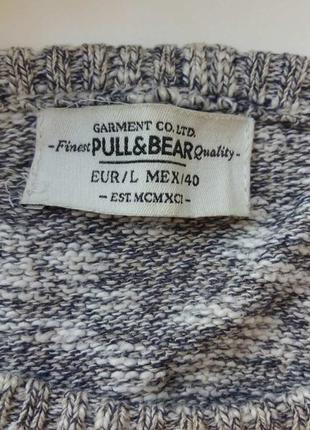 GARMENT CO. LTD.
-Finest PULL&BEAR Quality-
EUR/L MEX/40
- EST. MCMXCI -